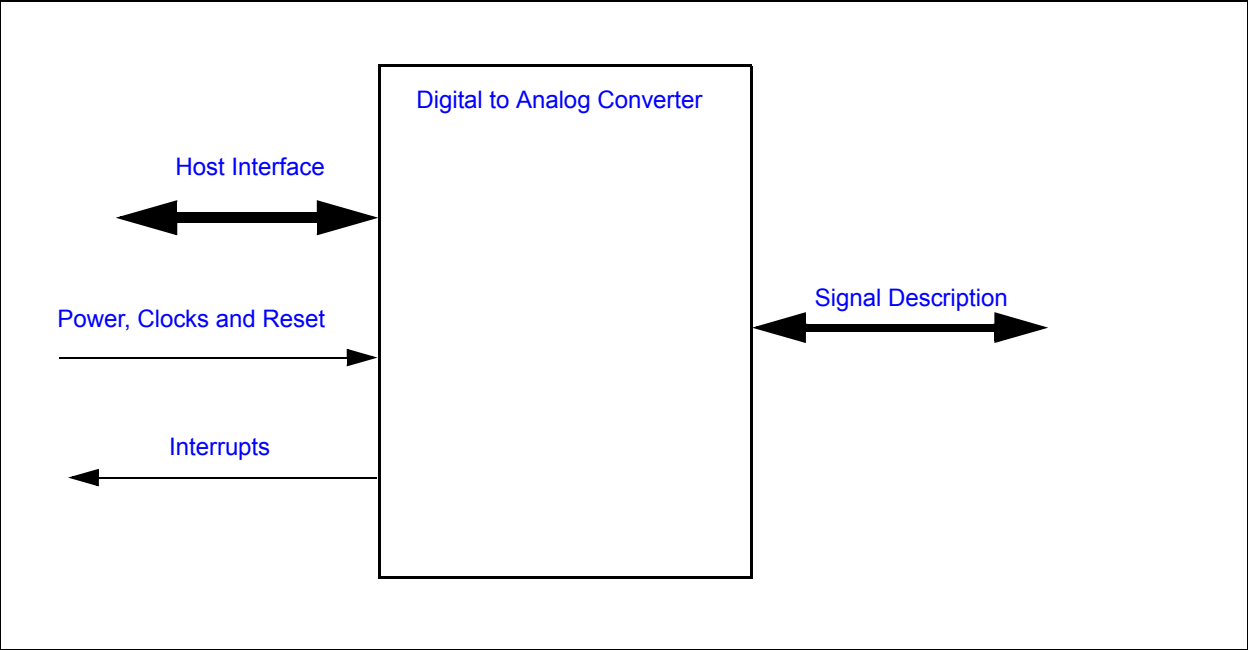 Digital to Analog Converter
Host Interface
Signal Description
Power, Clocks and Reset
Interrupts